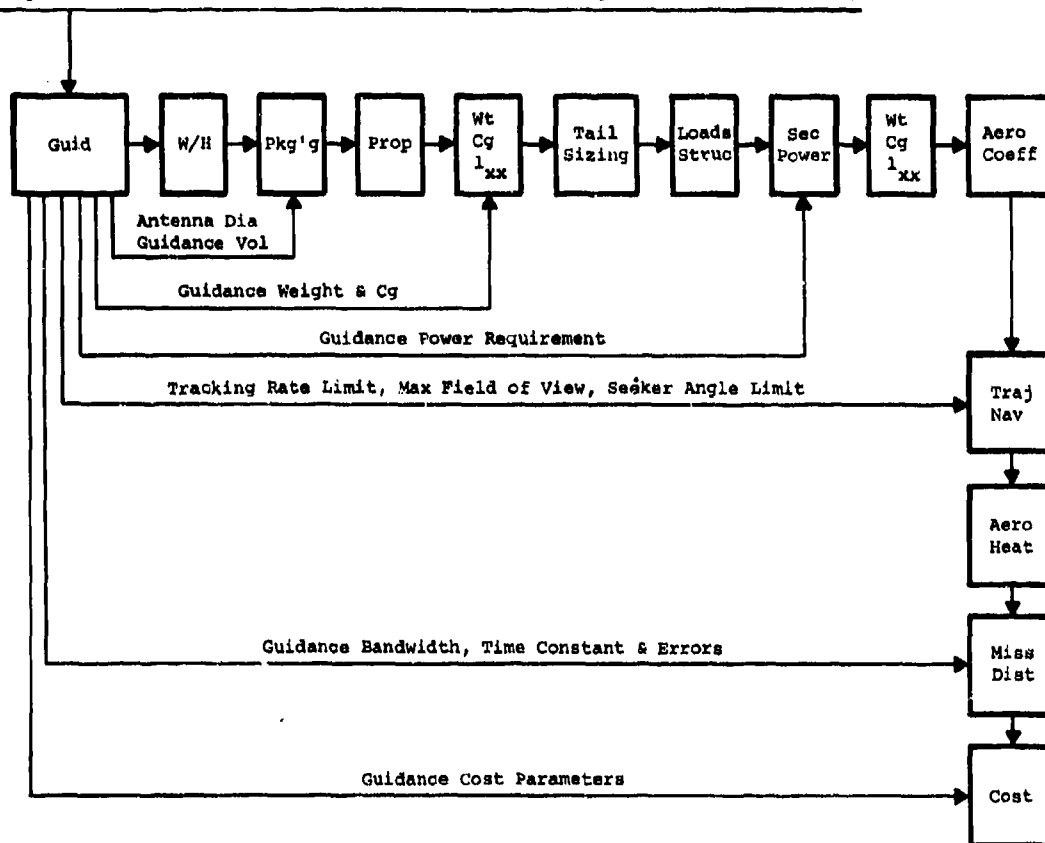 Guid
W/H
Pkg'g
Prop
Wt
Cg
lxx
Tail
Sizing
Loads
Struc
Sec
Power
Wt
Cg
lxx
Aero
Coeff
Antenna Dia
Guidance Vol
Guidance Weight & Cg
Guidance Power Requirement
Tracking Rate Limit, Max Field of View, Seeker Angle Limit
Traj
Nav
Aero
Heat
Guidance Bandwidth, Time Constant & Errors
Miss
Dist
Guidance Cost Parameters
Cost